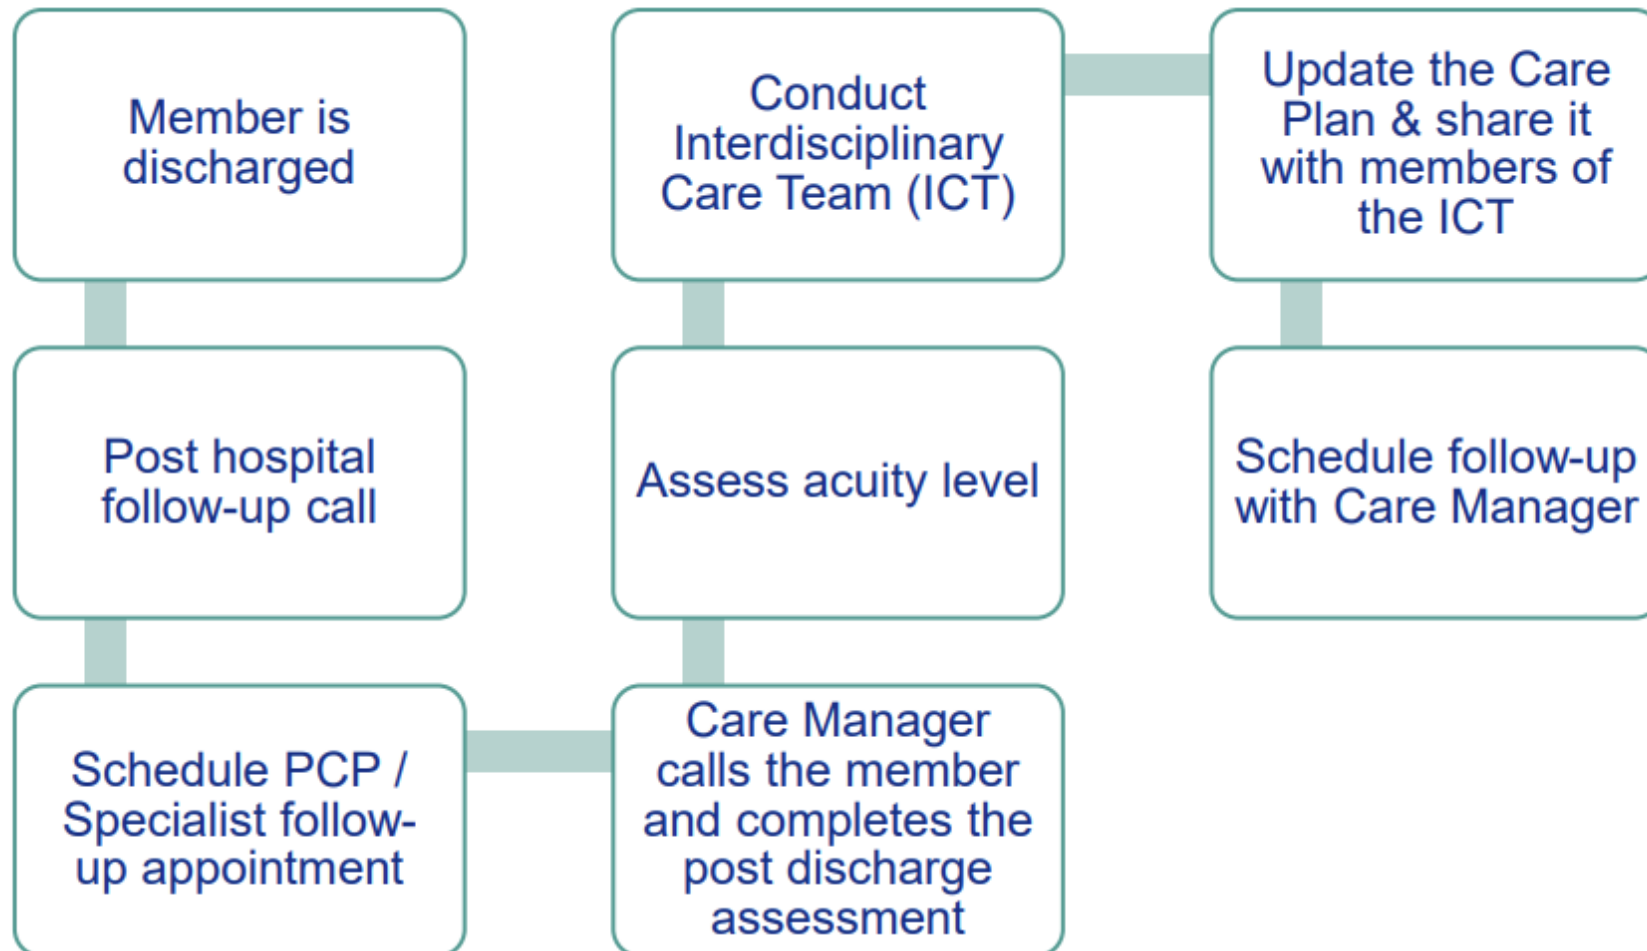 Member is
discharged
Post hospital
follow-up call
Schedule PCP /
Specialist follow-
up appointment
Care Manager
calls the member
and completes the
post discharge
assessment
Assess acuity level
Conduct
Interdisciplinary
Care Team (ICT)
Update the Care
Plan & share it
with members of
the ICT
Schedule follow-up
with Care Manager